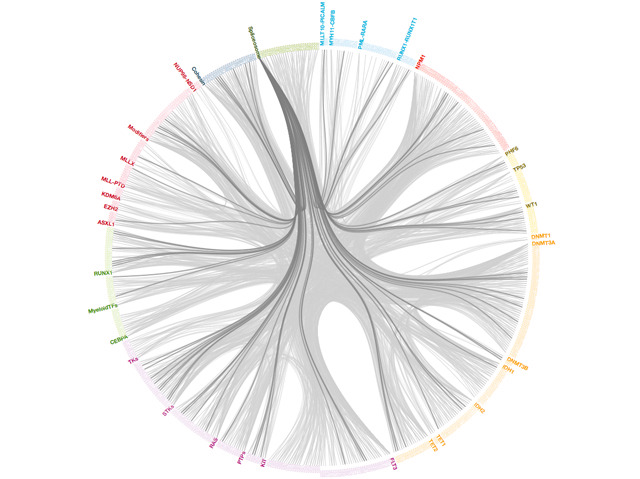 MLLT10-PICALM
MYH11-CBFB
PML-RARA
RUNX1-RUNX1T1
NPM1
PHF6
TP53
WT1
DNMT1
DNMT3A
DNMT3B
IDH1
IDH2
TET1
TET2
FLT3
KIT
PTPs
RAS
STKs
TKs
CEBPA
MyeloidTFs
RUNX1
ASXL1
EZH2
KDM6A
MLL-PTD
MLLX
Modifiers
NUP98-NSD1
Cohesin
Spliceosome